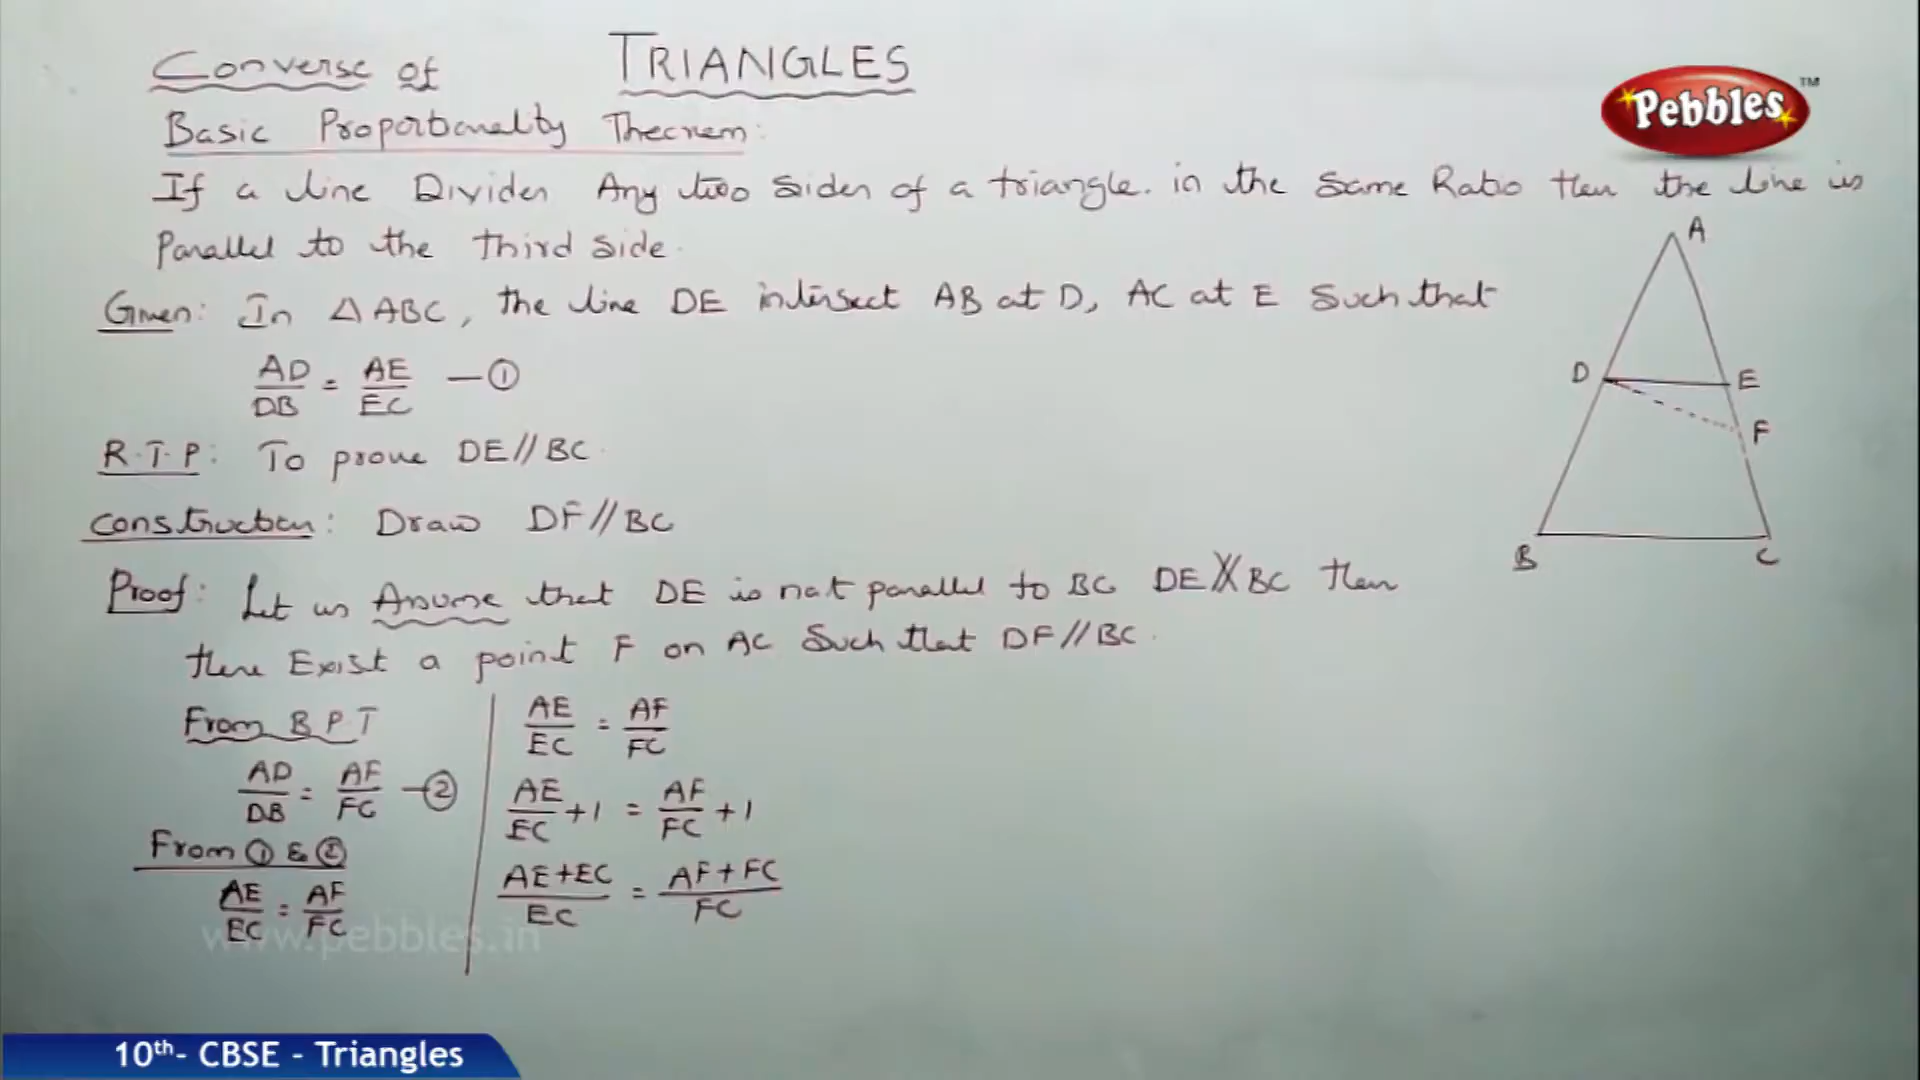 TRIANGLES
Converse of
Basic Proportionality Theorem:
If a line Divides Any two sides of a triangle. in the same Ratio then the line is
Parallel to the third side.
Given: In △ABC, the line DE intersect AB at D, AC at E Such that
AD/DB = AE/EC —①
R.T.P: To prove DE//BC.
Construction: Draw DF//BC
Proof: Let us Assume that DE is not parallel to BC DE∦BC then
there Exist a point F on AC Such that DF//BC.
From BPT
AD/DB = AF/FC —②
From ① & ②
AE/EC = AF/FC
AE/EC = AF/FC
AE/EC + 1 = AF/FC + 1
AE+EC/EC = AF+FC/FC
A
D E
F
B C
Pebbles™
www.pebbles.in
10th- CBSE - Triangles